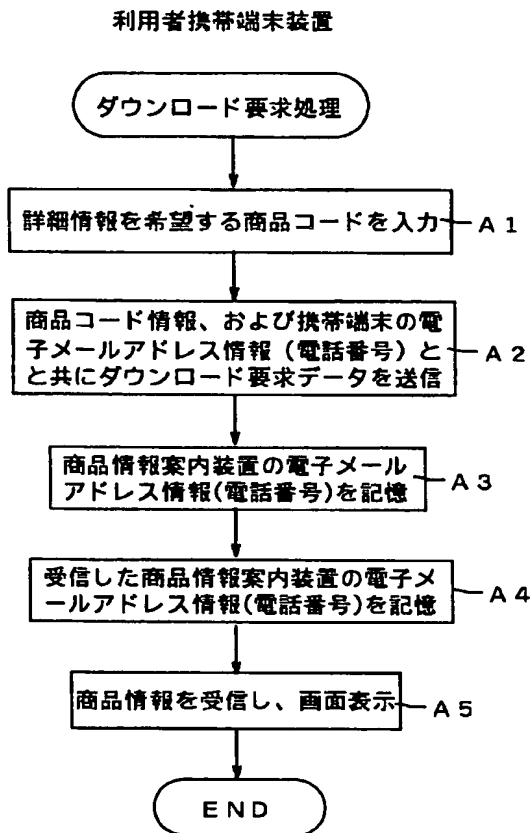 利用者携帯端末装置
ダウンロード要求処理
詳細情報を希望する商品コードを入力
A1
商品コード情報、および携帯端末の電
子メールアドレス情報(電話番号)と
と共にダウンロード要求データを送信
A2
商品情報案内装置の電子メール
アドレス情報(電話番号)を記憶
A3
受信した商品情報案内装置の電子メ
ールアドレス情報(電話番号)を記憶
A4
商品情報を受信し、画面表示
A5
END